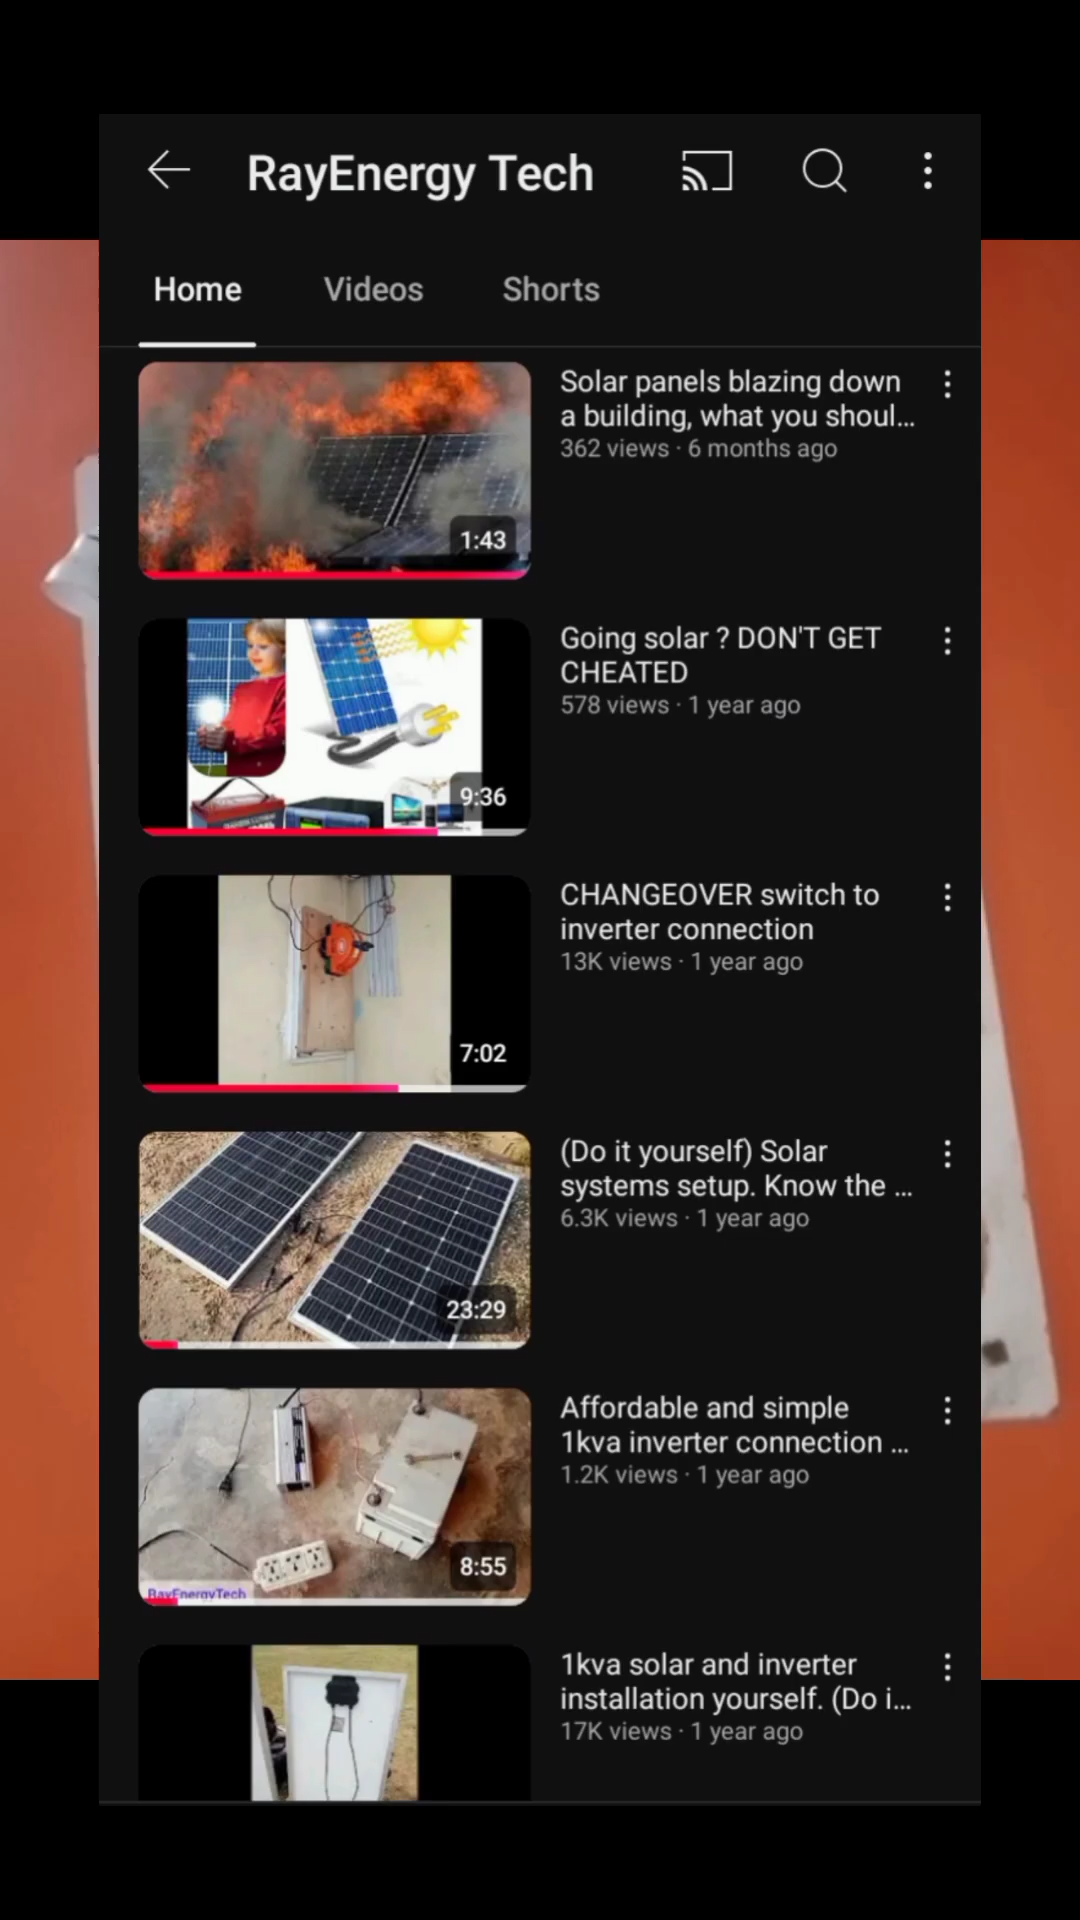 RayEnergy Tech
Home Videos Shorts
Solar panels blazing down
a building, what you shoul...
362 views · 6 months ago
1:43
Going solar ? DON'T GET
CHEATED
578 views · 1 year ago
9:36
CHANGEOVER switch to
inverter connection
13K views · 1 year ago
7:02
(Do it yourself) Solar
systems setup. Know the ...
6.3K views · 1 year ago
23:29
Affordable and simple
1kva inverter connection ...
1.2K views · 1 year ago
8:55
RayEnergyTech
1kva solar and inverter
installation yourself. (Do i...
17K views · 1 year ago